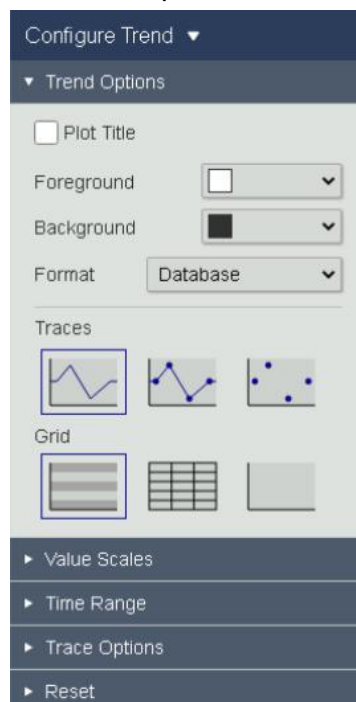 Configure Trend
Trend Options
Plot Title
Foreground
Background
Format Database
Traces
Grid
Value Scales
Time Range
Trace Options
Reset